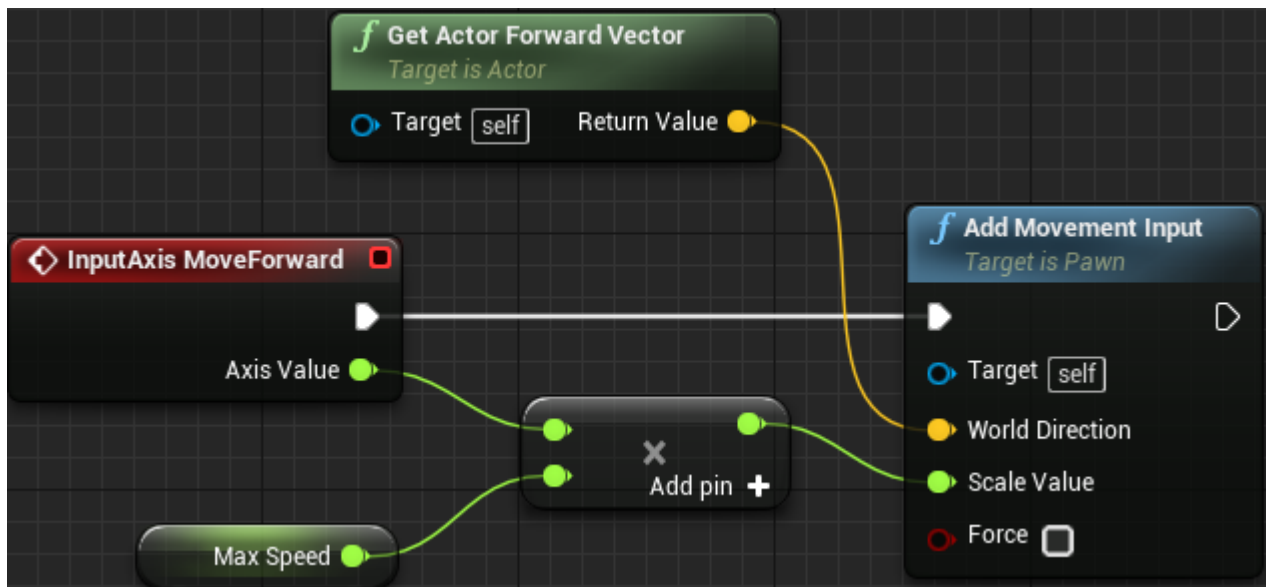 f Get Actor Forward Vector
Target is Actor
Target self Return Value
InputAxis MoveForward
Axis Value
f Add Movement Input
Target is Pawn
Target self
World Direction
Scale Value
Force
×
Add pin +
Max Speed